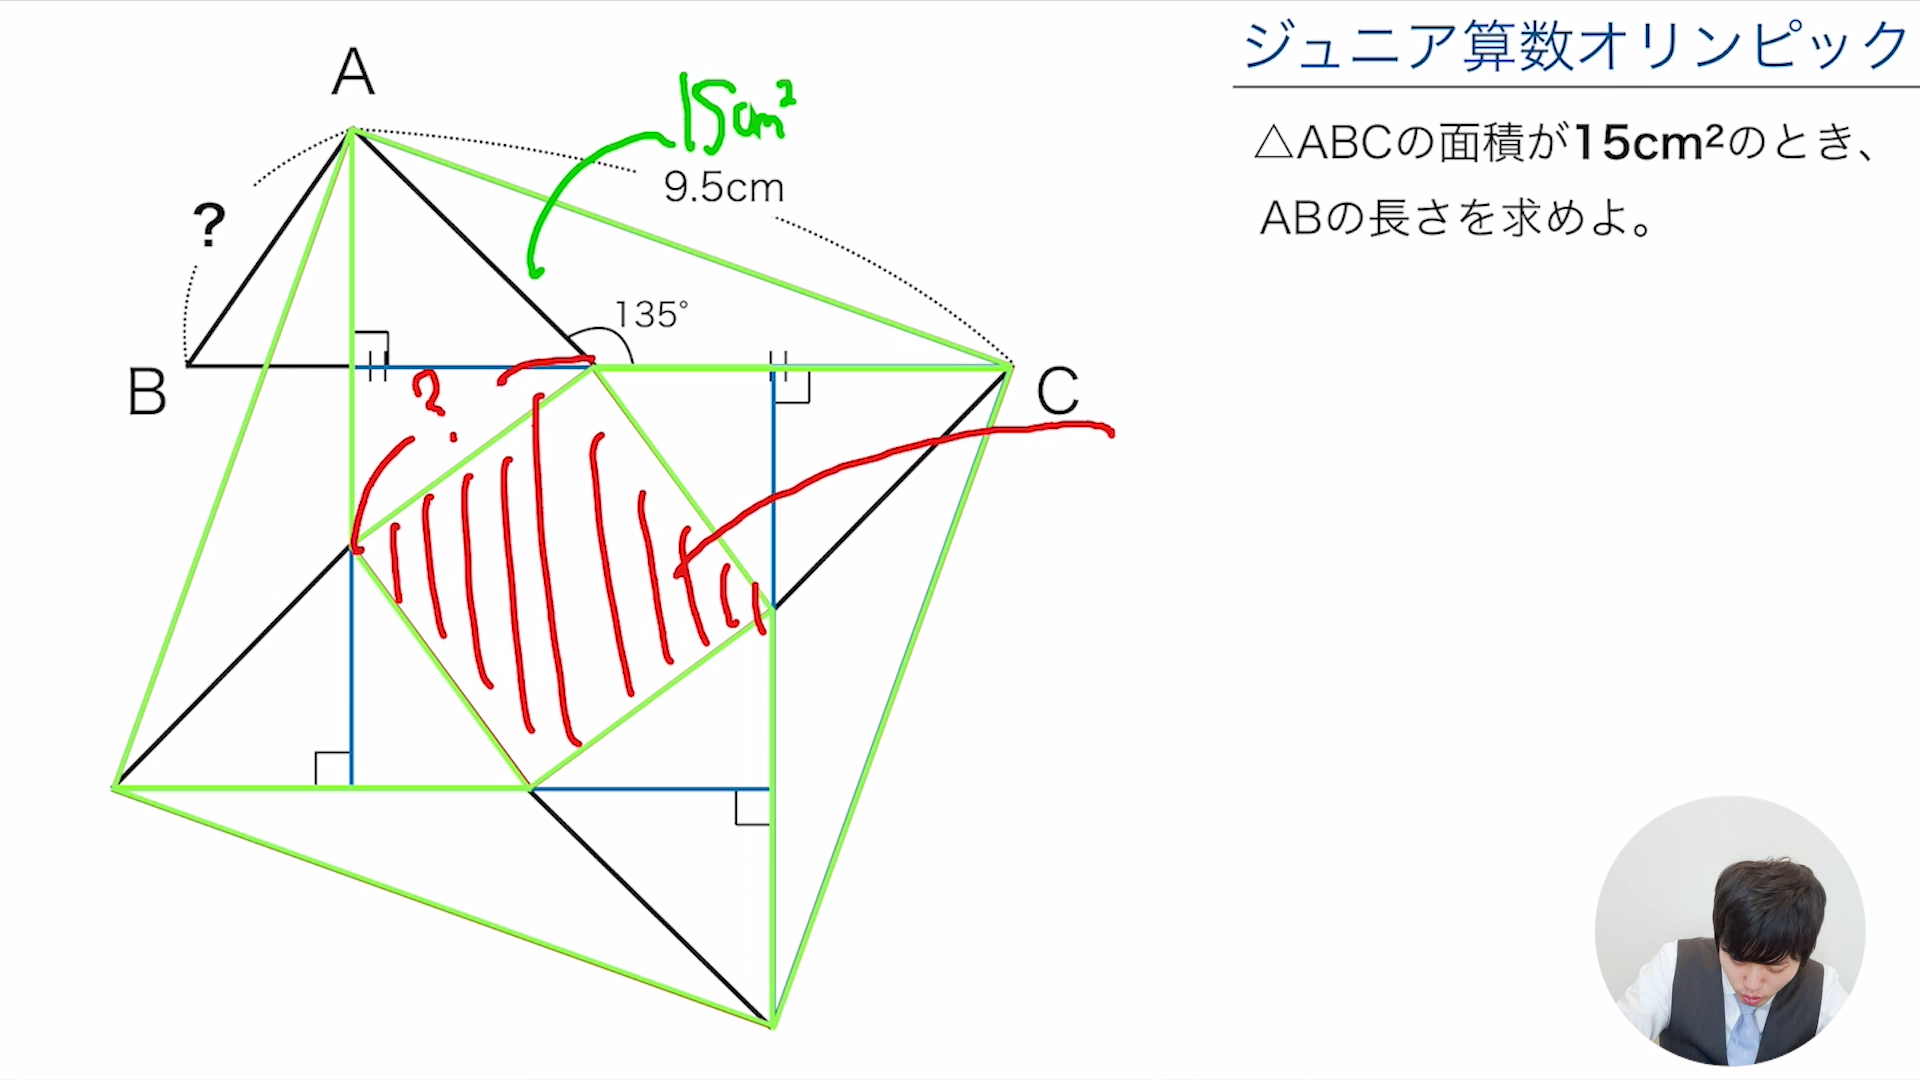 ジュニア算数オリンピック
△ABCの面積が15cm²のとき、
ABの長さを求めよ。
A
15cm²
9.5cm
?
135°
B
?
C